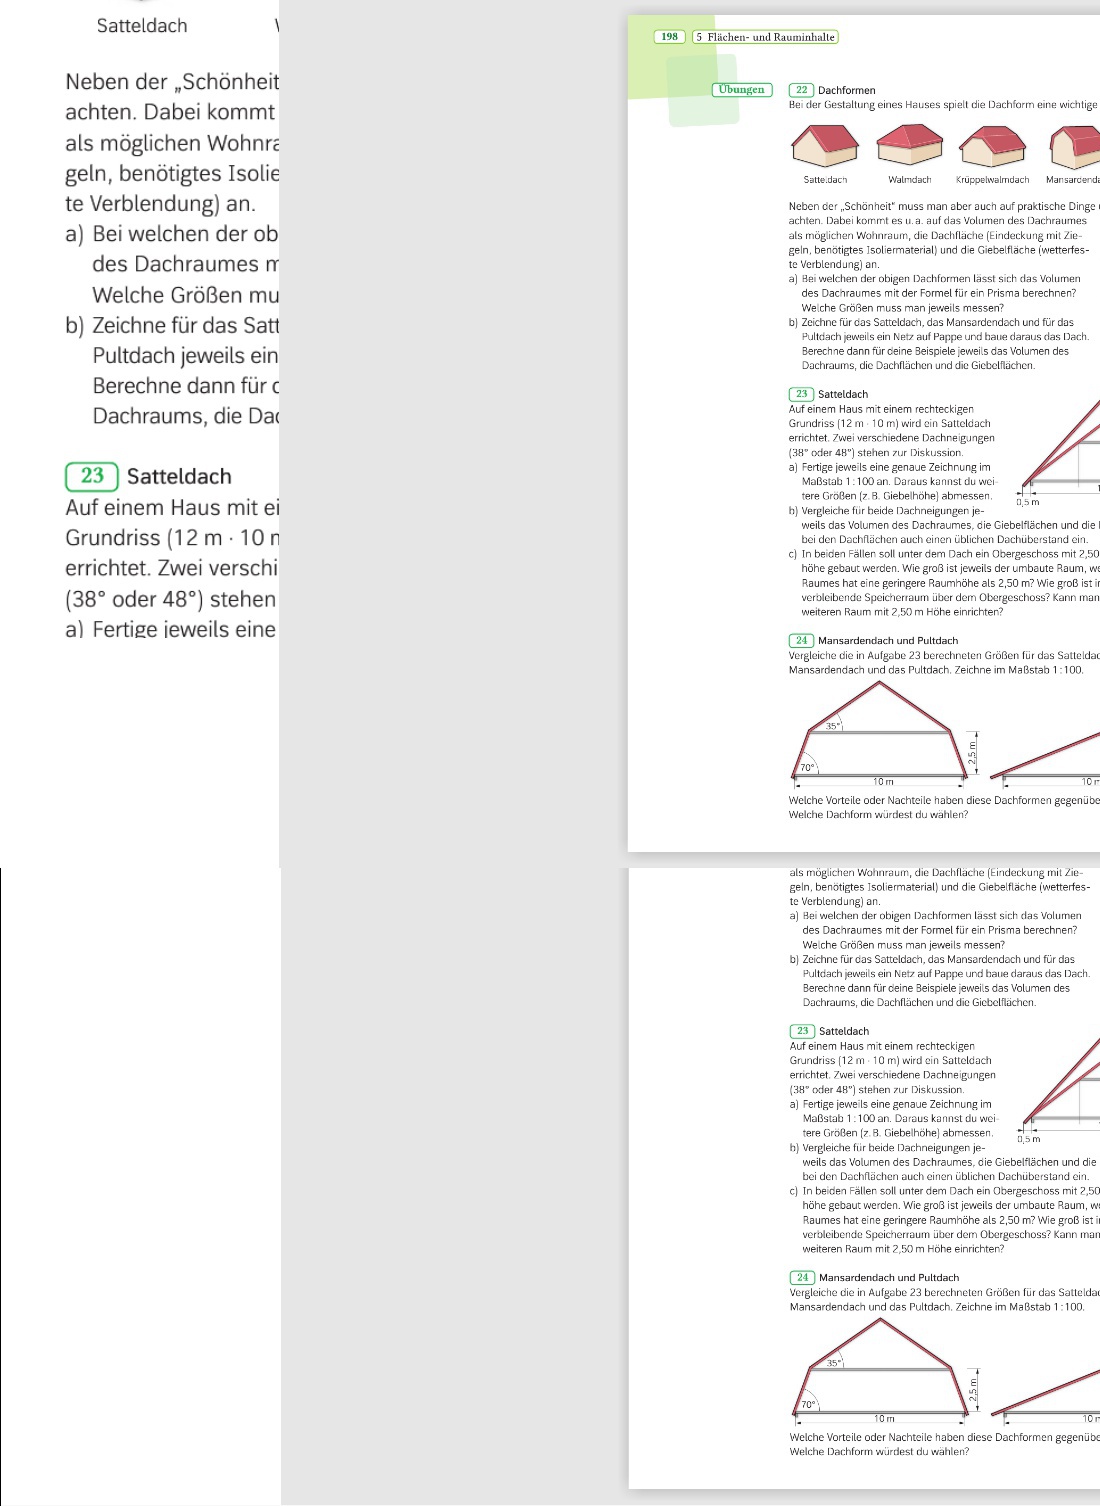 Satteldach
Neben der „Schönheit
achten. Dabei kommt
als möglichen Wohnra
geln, benötigtes Isolie
te Verblendung) an.
a) Bei welchen der ob
des Dachraumes m
Welche Größen mu
b) Zeichne für das Satt
Pultdach jeweils ein
Berechne dann für d
Dachraums, die Dac
23 Satteldach
Auf einem Haus mit ei
Grundriss (12 m · 10 m
errichtet. Zwei verschi
(38° oder 48°) stehen
a) Fertige jeweils eine
198 5 Flächen- und Rauminhalte
Übungen 22 Dachformen
Bei der Gestaltung eines Hauses spielt die Dachform eine wichtige
Satteldach Walmdach Krüppelwalmdach Mansardenda
Neben der „Schönheit“ muss man aber auch auf praktische Dinge
achten. Dabei kommt es u. a. auf das Volumen des Dachraumes
als möglichen Wohnraum, die Dachfläche (Eindeckung mit Zie-
geln, benötigtes Isoliermaterial) und die Giebelfläche (wetterfes-
te Verblendung) an.
a) Bei welchen der obigen Dachformen lässt sich das Volumen
des Dachraumes mit der Formel für ein Prisma berechnen?
Welche Größen muss man jeweils messen?
b) Zeichne für das Satteldach, das Mansardendach und für das
Pultdach jeweils ein Netz auf Pappe und baue daraus das Dach.
Berechne dann für deine Beispiele jeweils das Volumen des
Dachraums, die Dachflächen und die Giebelflächen.
23 Satteldach
Auf einem Haus mit einem rechteckigen
Grundriss (12 m · 10 m) wird ein Satteldach
errichtet. Zwei verschiedene Dachneigungen
(38° oder 48°) stehen zur Diskussion.
a) Fertige jeweils eine genaue Zeichnung im
Maßstab 1 : 100 an. Daraus kannst du wei-
tere Größen (z. B. Giebelhöhe) abmessen.
0,5 m
b) Vergleiche für beide Dachneigungen je-
weils das Volumen des Dachraumes, die Giebelflächen und die
bei den Dachflächen auch einen üblichen Dachüberstand ein.
c) In beiden Fällen soll unter dem Dach ein Obergeschoss mit 2,50
höhe gebaut werden. Wie groß ist jeweils der umbaute Raum, we
Raumes hat eine geringere Raumhöhe als 2,50 m? Wie groß ist i
verbleibende Speicherraum über dem Obergeschoss? Kann man
weiteren Raum mit 2,50 m Höhe einrichten?
24 Mansardendach und Pultdach
Vergleiche die in Aufgabe 23 berechneten Größen für das Satteldac
Mansardendach und das Pultdach. Zeichne im Maßstab 1 : 100.
35°
2,5 m
70°
10 m 10 m
Welche Vorteile oder Nachteile haben diese Dachformen gegenübe
Welche Dachform würdest du wählen?
als möglichen Wohnraum, die Dachfläche (Eindeckung mit Zie-
geln, benötigtes Isoliermaterial) und die Giebelfläche (wetterfes-
te Verblendung) an.
a) Bei welchen der obigen Dachformen lässt sich das Volumen
des Dachraumes mit der Formel für ein Prisma berechnen?
Welche Größen muss man jeweils messen?
b) Zeichne für das Satteldach, das Mansardendach und für das
Pultdach jeweils ein Netz auf Pappe und baue daraus das Dach.
Berechne dann für deine Beispiele jeweils das Volumen des
Dachraums, die Dachflächen und die Giebelflächen.
23 Satteldach
Auf einem Haus mit einem rechteckigen
Grundriss (12 m · 10 m) wird ein Satteldach
errichtet. Zwei verschiedene Dachneigungen
(38° oder 48°) stehen zur Diskussion.
a) Fertige jeweils eine genaue Zeichnung im
Maßstab 1 : 100 an. Daraus kannst du wei-
tere Größen (z. B. Giebelhöhe) abmessen.
0,5 m
b) Vergleiche für beide Dachneigungen je-
weils das Volumen des Dachraumes, die Giebelflächen und die
bei den Dachflächen auch einen üblichen Dachüberstand ein.
c) In beiden Fällen soll unter dem Dach ein Obergeschoss mit 2,50
höhe gebaut werden. Wie groß ist jeweils der umbaute Raum, we
Raumes hat eine geringere Raumhöhe als 2,50 m? Wie groß ist i
verbleibende Speicherraum über dem Obergeschoss? Kann man
weiteren Raum mit 2,50 m Höhe einrichten?
24 Mansardendach und Pultdach
Vergleiche die in Aufgabe 23 berechneten Größen für das Satteldac
Mansardendach und das Pultdach. Zeichne im Maßstab 1 : 100.
35°
2,5 m
70°
10 m 10 m
Welche Vorteile oder Nachteile haben diese Dachformen gegenübe
Welche Dachform würdest du wählen?